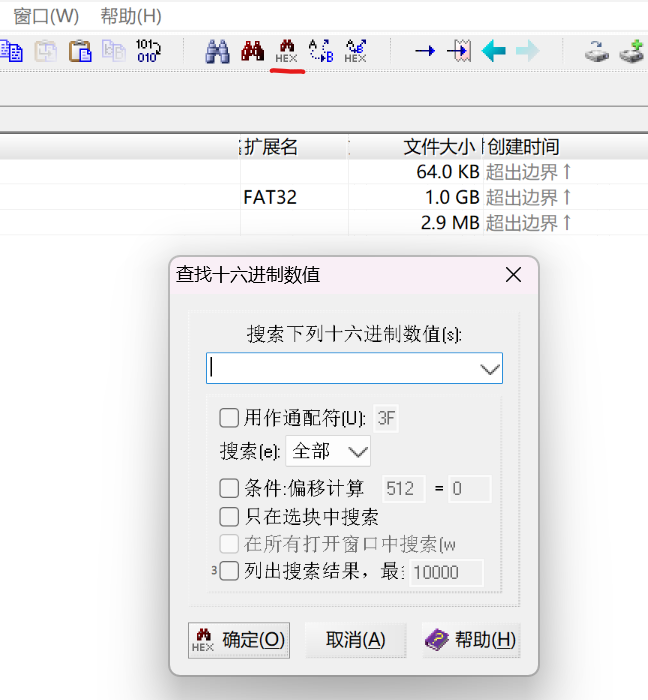 窗口(W) 帮助(H)
101
010
HEX
A
B
HEX
扩展名 文件大小 创建时间
64.0 KB 超出边界↑
FAT32 1.0 GB 超出边界↑
2.9 MB 超出边界↑
查找十六进制数值
搜索下列十六进制数值(s):
用作通配符(U): 3F
搜索(e): 全部
条件:偏移计算 512 = 0
只在选块中搜索
在所有打开窗口中搜索(w
3 列出搜索结果，最 10000
HEX 确定(O) 取消(A) 帮助(H)